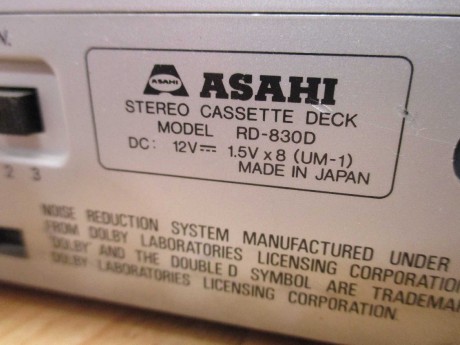 V.
ASAHI ASAHI
STEREO CASSETTE DECK
MODEL RD-830D
DC: 12V⎓ 1.5V x 8 (UM-1)
MADE IN JAPAN
2 3
NOISE REDUCTION SYSTEM MANUFACTURED UNDER
FROM DOLBY LABORATORIES LICENSING CORPORATION
'DOLBY' AND THE DOUBLE D SYMBOL ARE TRADEMA
DOLBY LABORATORIES LICENSING CORPORATION.